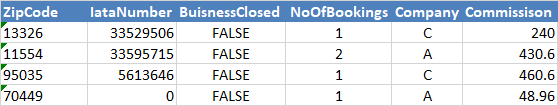 ZipCode IataNumber BuisnessClosed NoOfBookings Company Commissison
13326 33529506 FALSE 1 C 240
11554 33595715 FALSE 2 A 430.6
95035 5613646 FALSE 1 C 460.6
70449 0 FALSE 1 A 48.96